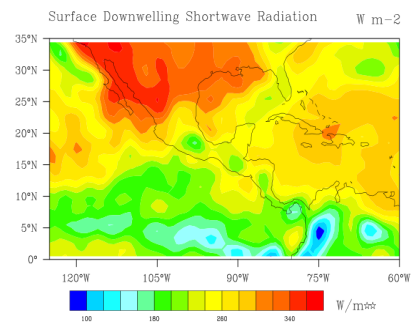 Surface Downwelling Shortwave Radiation W m-2
35°N
30°N
25°N
20°N
15°N
10°N
5°N
0°
120°W 105°W 90°W 75°W 60°W
100 180 260 340 W/m☆☆